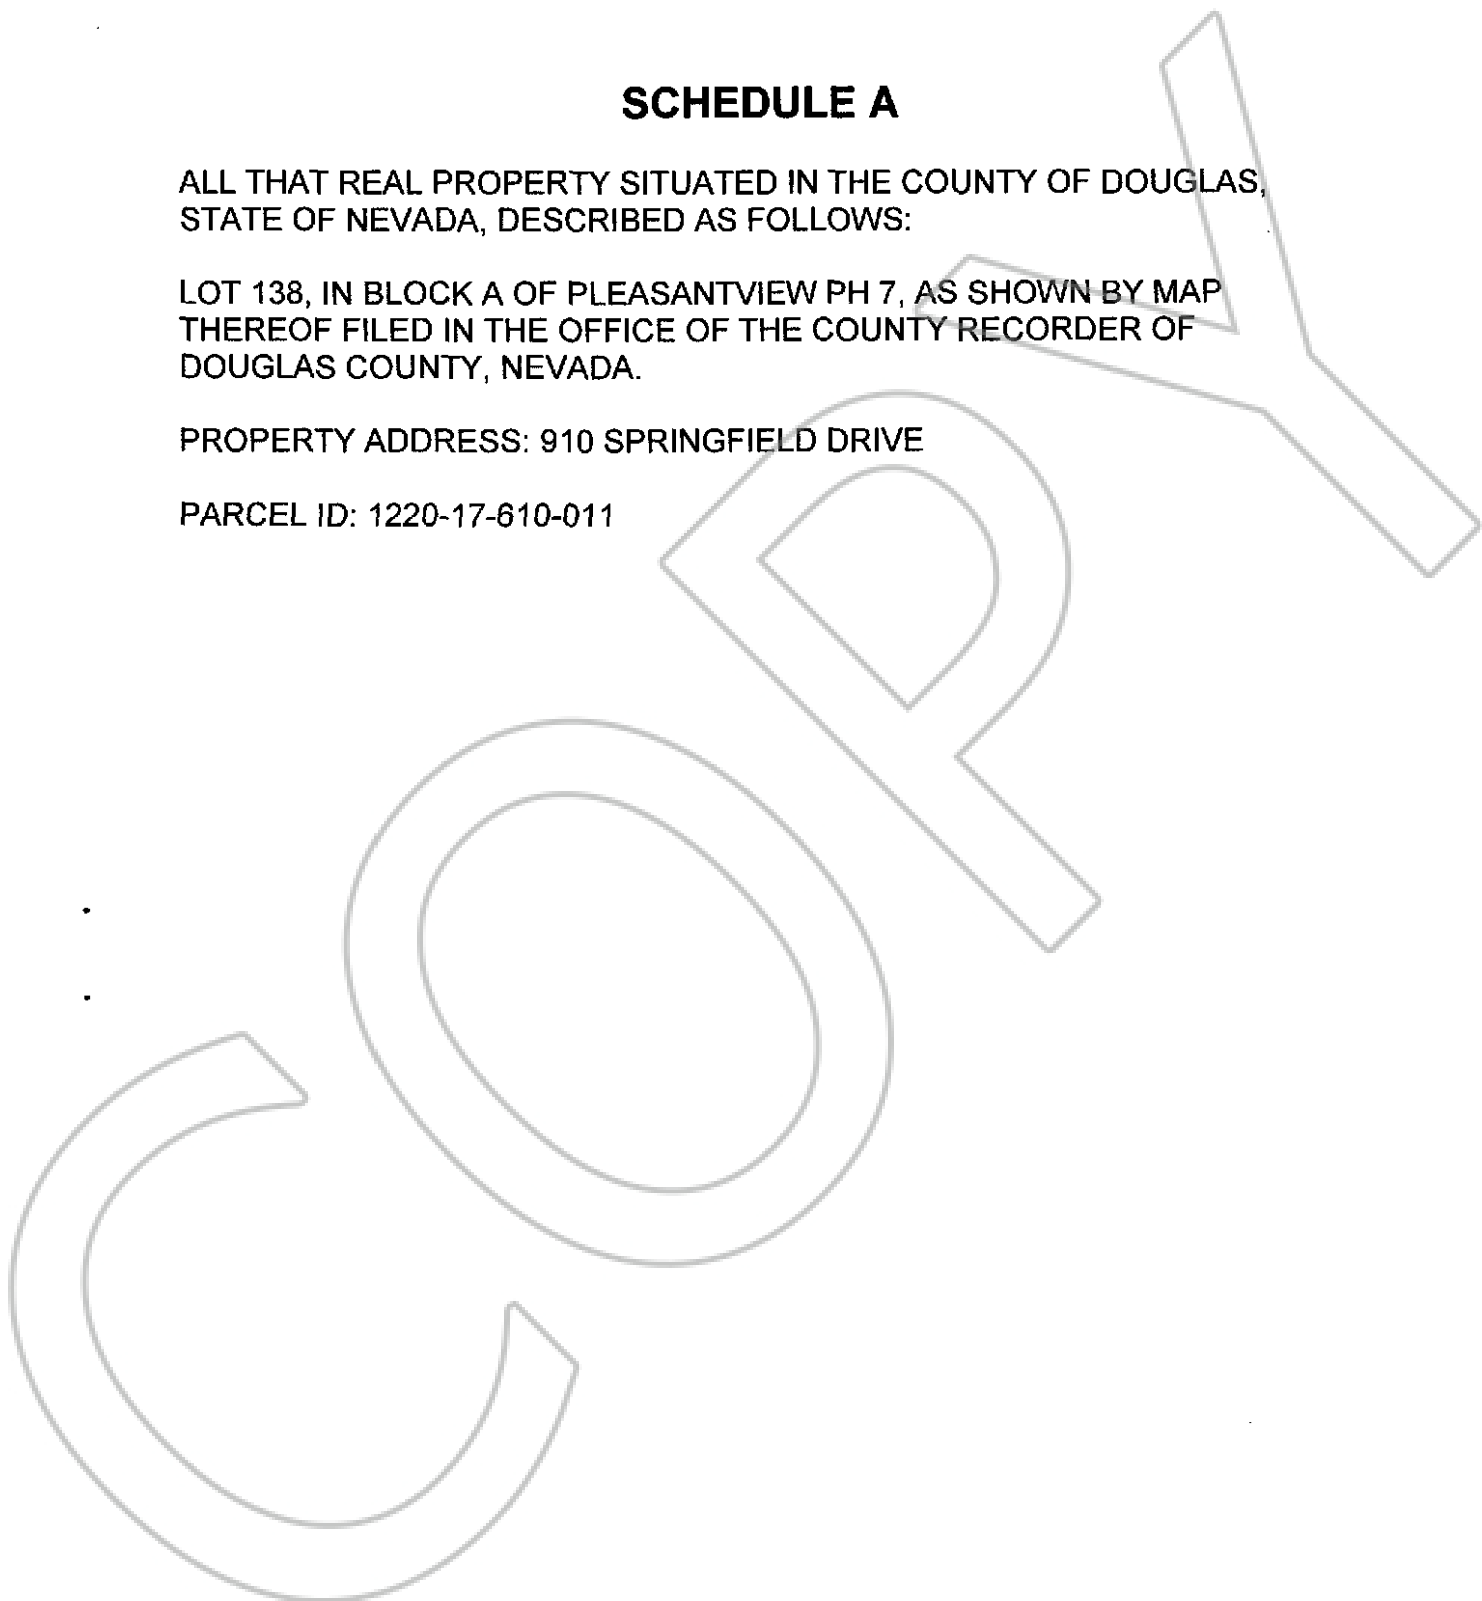 SCHEDULE A
ALL THAT REAL PROPERTY SITUATED IN THE COUNTY OF DOUGLAS,
STATE OF NEVADA, DESCRIBED AS FOLLOWS:
LOT 138, IN BLOCK A OF PLEASANTVIEW PH 7, AS SHOWN BY MAP
THEREOF FILED IN THE OFFICE OF THE COUNTY RECORDER OF
DOUGLAS COUNTY, NEVADA.
PROPERTY ADDRESS: 910 SPRINGFIELD DRIVE
PARCEL ID: 1220-17-610-011
COPY